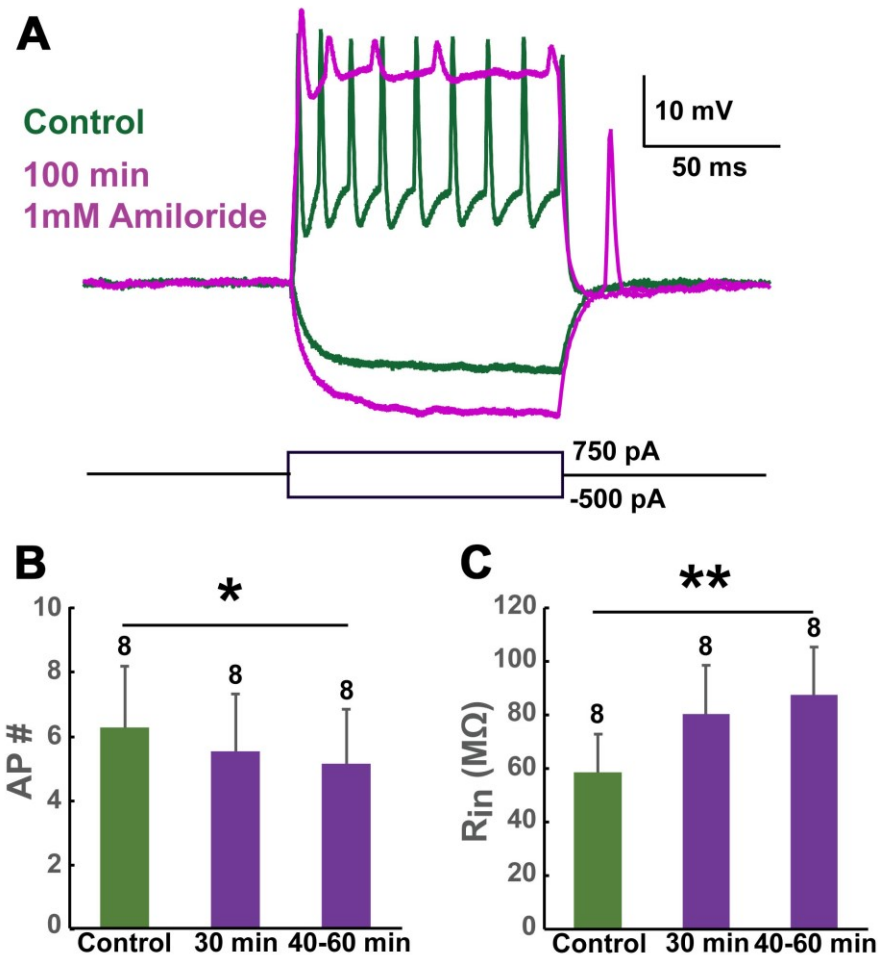 A
Control
100 min
1mM Amiloride
10 mV
50 ms
750 pA
-500 pA
B
*
10
8
6
4
2
0
AP #
8
8
8
Control 30 min 40-60 min
C
**
120
100
80
60
40
20
0
Rin (MΩ)
8
8
8
Control 30 min 40-60 min